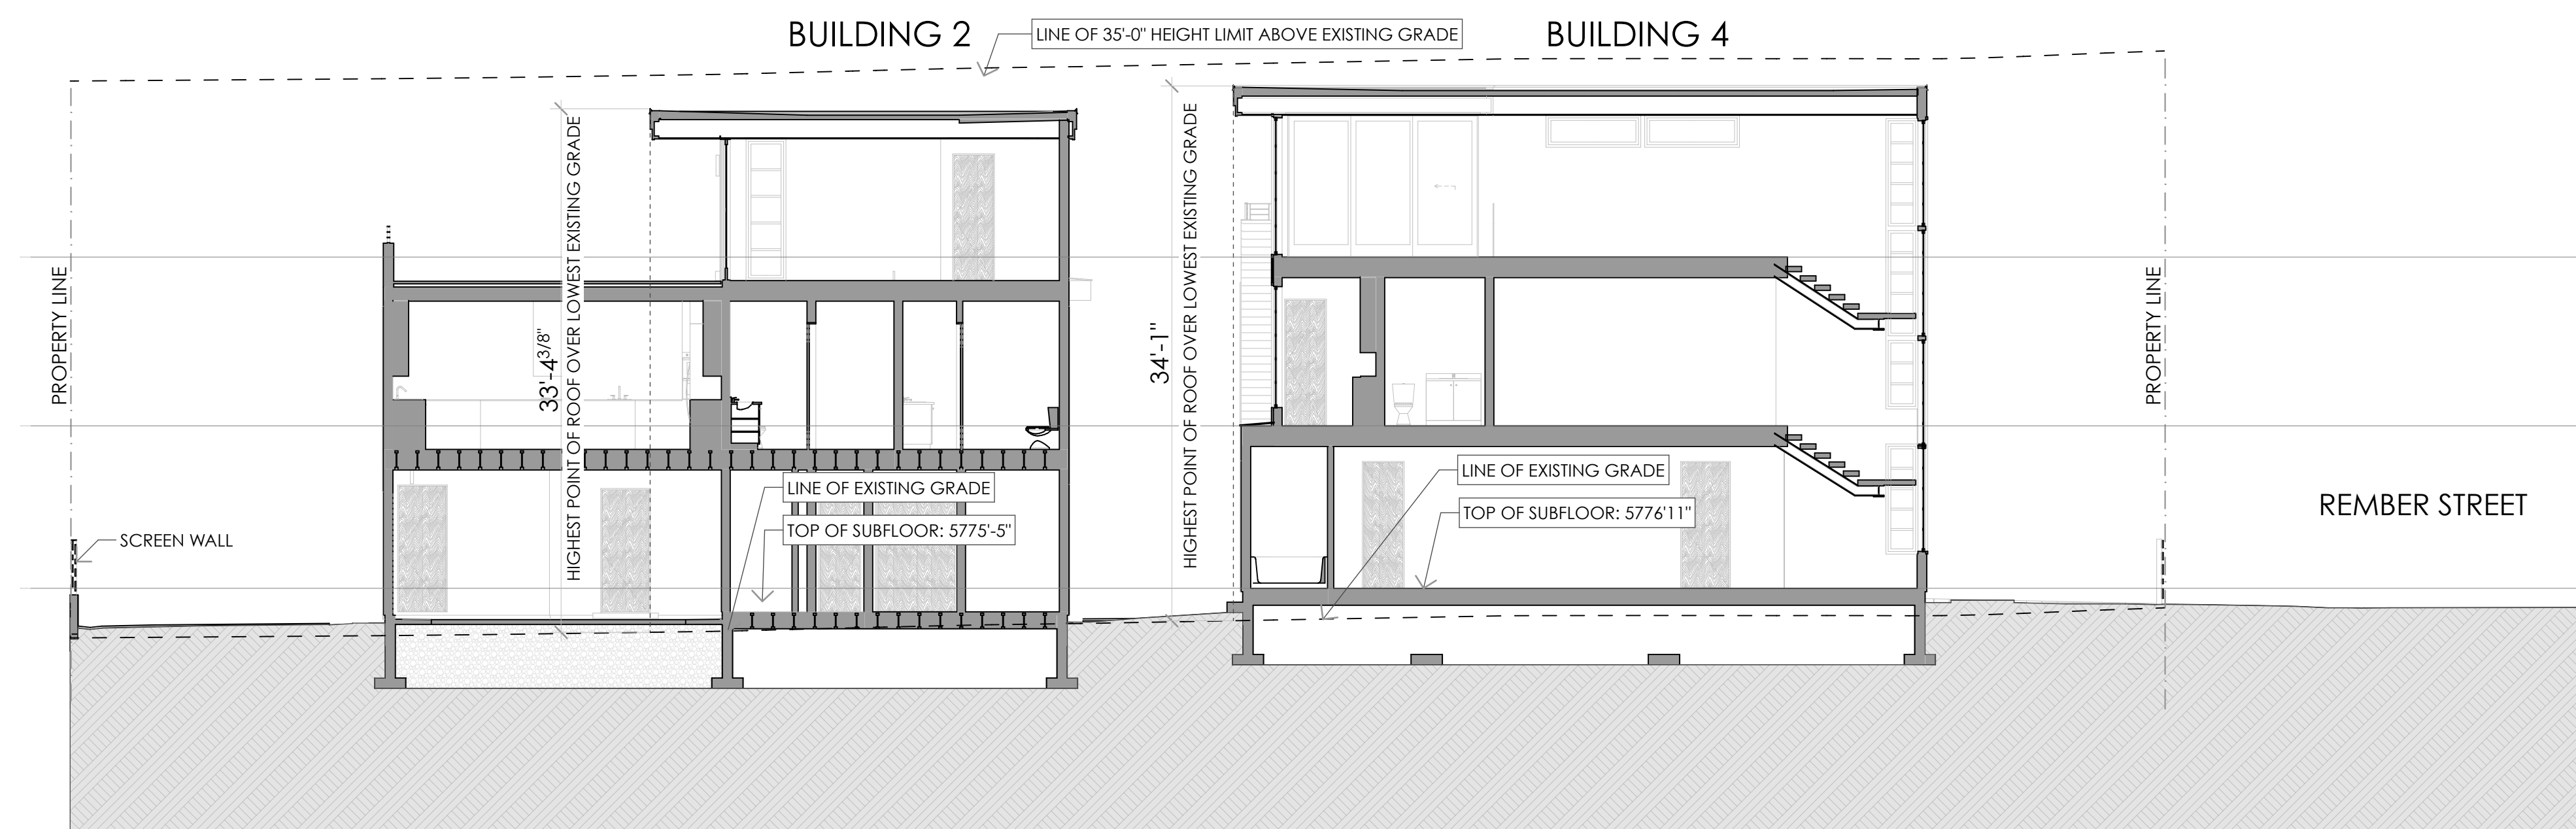 BUILDING 2
LINE OF 35'-0" HEIGHT LIMIT ABOVE EXISTING GRADE
BUILDING 4
PROPERTY LINE
SCREEN WALL
33'-4 3/8"
HIGHEST POINT OF ROOF OVER LOWEST EXISTING GRADE
LINE OF EXISTING GRADE
TOP OF SUBFLOOR: 5775'-5"
34'-1"
HIGHEST POINT OF ROOF OVER LOWEST EXISTING GRADE
LINE OF EXISTING GRADE
TOP OF SUBFLOOR: 5776'11"
PROPERTY LINE
REMBER STREET